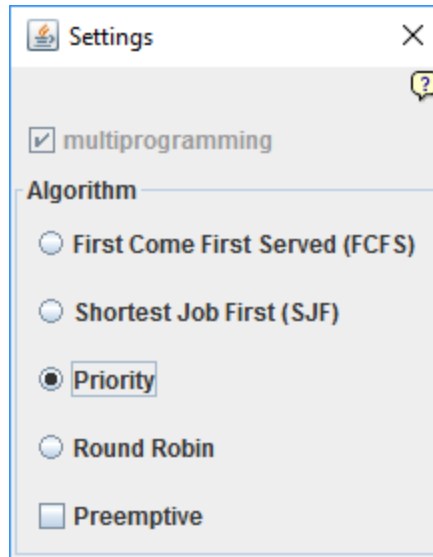 Settings
?
multiprogramming
Algorithm
First Come First Served (FCFS)
Shortest Job First (SJF)
Priority
Round Robin
Preemptive